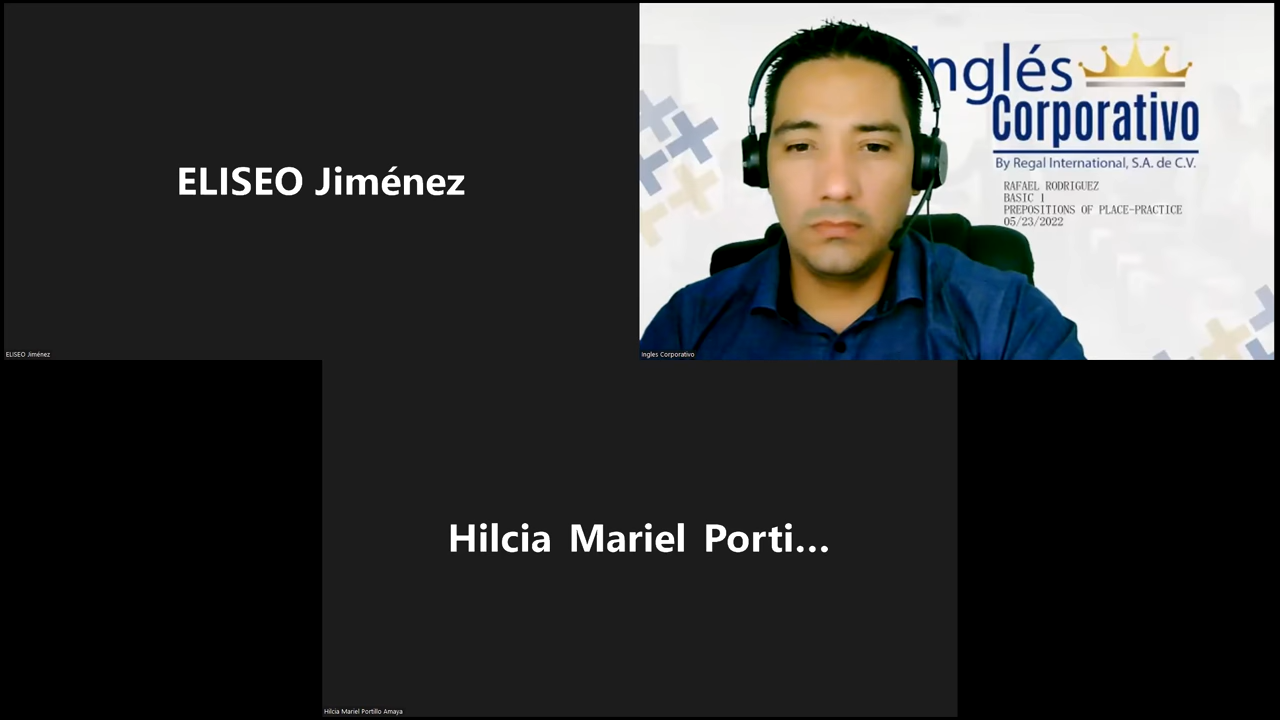 ELISEO Jiménez
ELISEO Jiménez
Inglés
Corporativo
By Regal International, S.A. de C.V.
RAFAEL RODRIGUEZ
BASIC 1
PREPOSITIONS OF PLACE-PRACTICE
05/23/2022
Ingles Corporativo
Hilcia Mariel Porti...
Hilcia Mariel Portillo Amaya